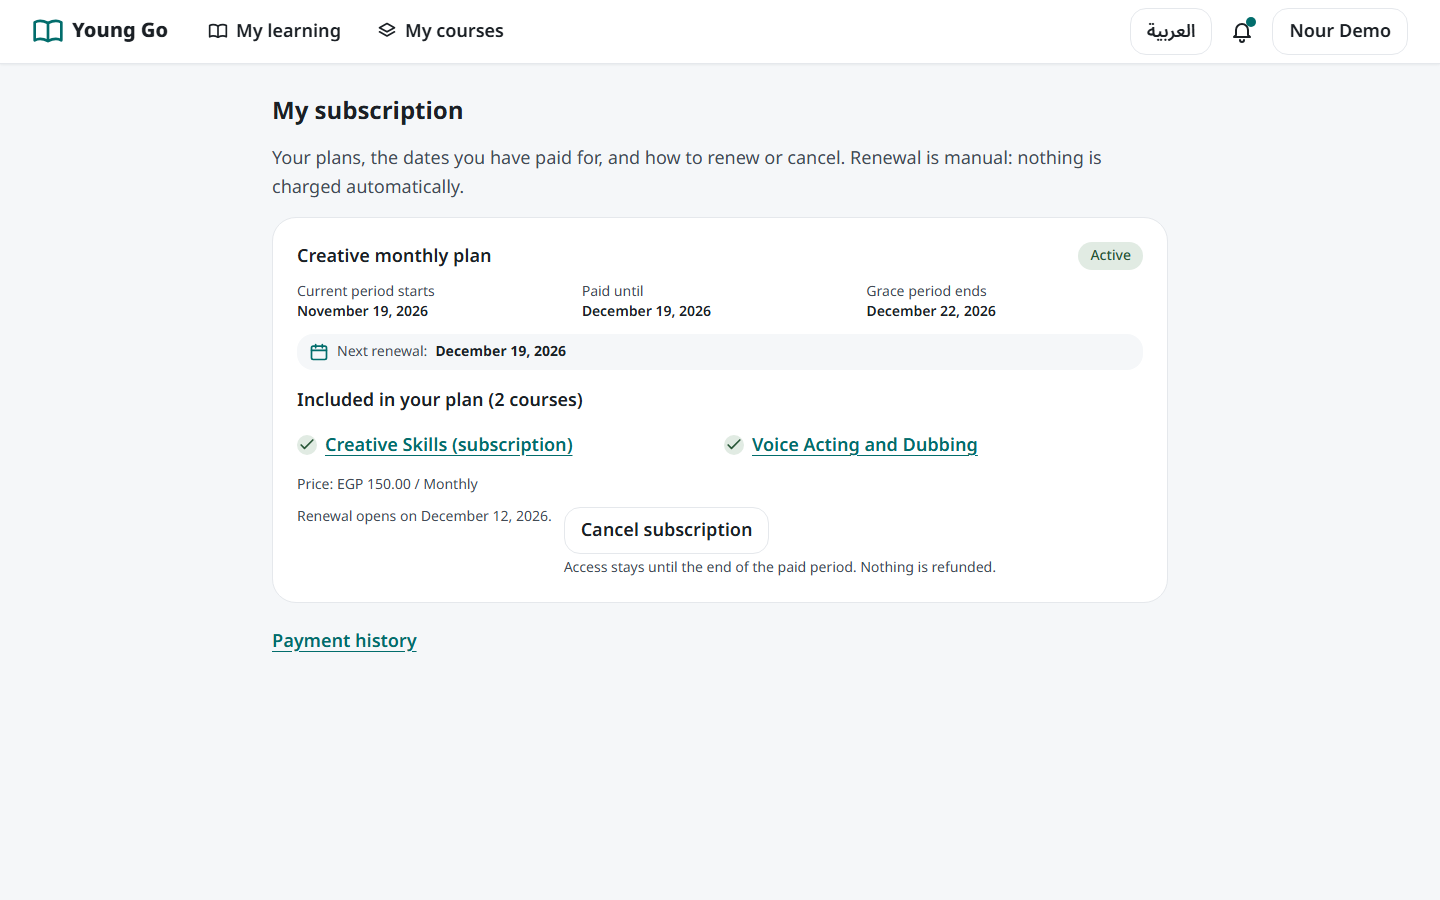 Young Go
My learning
My courses
العربية
Nour Demo
My subscription
Your plans, the dates you have paid for, and how to renew or cancel. Renewal is manual: nothing is
charged automatically.
Creative monthly plan
Active
Current period starts
November 19, 2026
Paid until
December 19, 2026
Grace period ends
December 22, 2026
Next renewal: December 19, 2026
Included in your plan (2 courses)
Creative Skills (subscription)
Voice Acting and Dubbing
Price: EGP 150.00 / Monthly
Renewal opens on December 12, 2026.
Cancel subscription
Access stays until the end of the paid period. Nothing is refunded.
Payment history